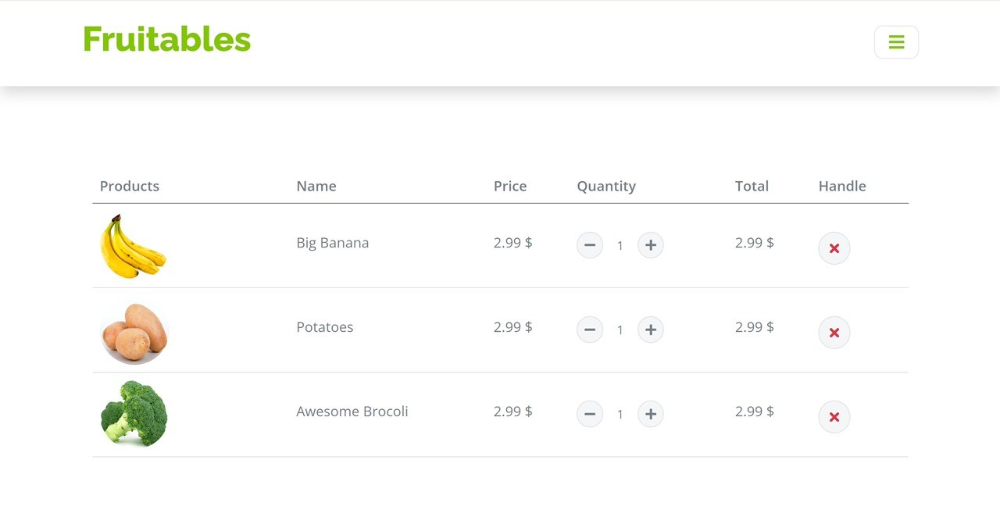 Fruitables
Products Name Price Quantity Total Handle
Big Banana 2.99 $ 1 2.99 $
Potatoes 2.99 $ 1 2.99 $
Awesome Brocoli 2.99 $ 1 2.99 $